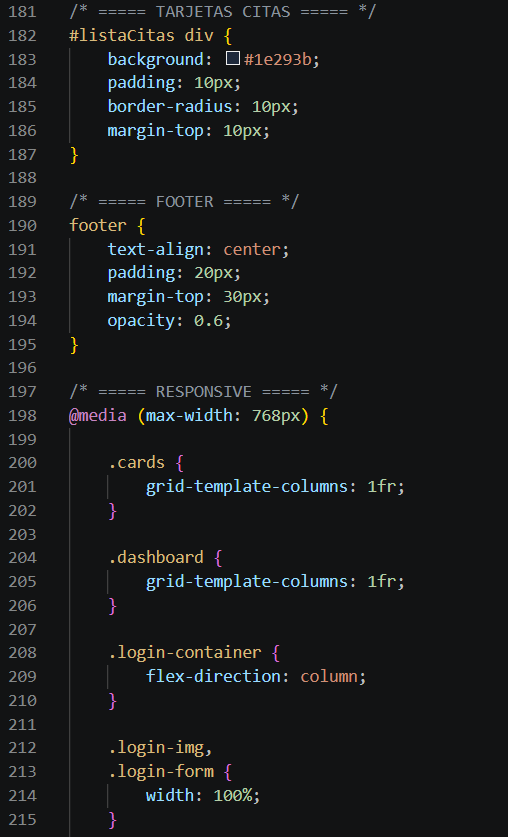 181 /* ===== TARJETAS CITAS ===== */
182 #listaCitas div {
183     background: #1e293b;
184     padding: 10px;
185     border-radius: 10px;
186     margin-top: 10px;
187 }
188
189 /* ===== FOOTER ===== */
190 footer {
191     text-align: center;
192     padding: 20px;
193     margin-top: 30px;
194     opacity: 0.6;
195 }
196
197 /* ===== RESPONSIVE ===== */
198 @media (max-width: 768px) {
199
200     .cards {
201         grid-template-columns: 1fr;
202     }
203
204     .dashboard {
205         grid-template-columns: 1fr;
206     }
207
208     .login-container {
209         flex-direction: column;
210     }
211
212     .login-img,
213     .login-form {
214         width: 100%;
215     }